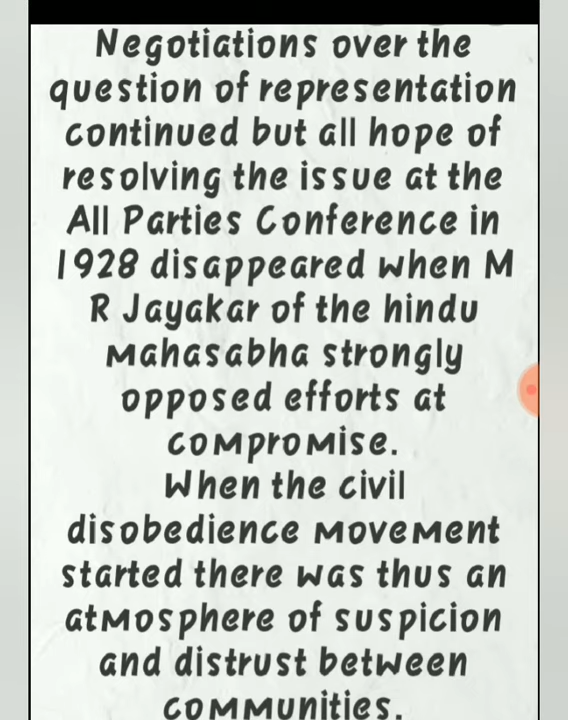 Negotiations over the
question of representation
continued but all hope of
resolving the issue at the
All Parties Conference in
1928 disappeared when M
R Jayakar of the hindu
Mahasabha strongly
opposed efforts at
compromise.
When the civil
disobedience movement
started there was thus an
atmosphere of suspicion
and distrust between
communities.